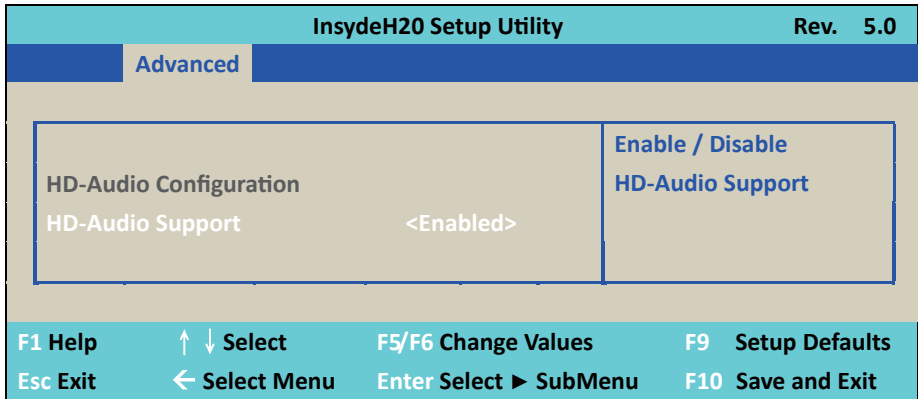 InsydeH20 Setup Utility Rev. 5.0
Advanced
Enable / Disable
HD-Audio Configuration HD-Audio Support
HD-Audio Support <Enabled>
F1 Help ↑ ↓ Select F5/F6 Change Values F9 Setup Defaults
Esc Exit ← Select Menu Enter Select ► SubMenu F10 Save and Exit